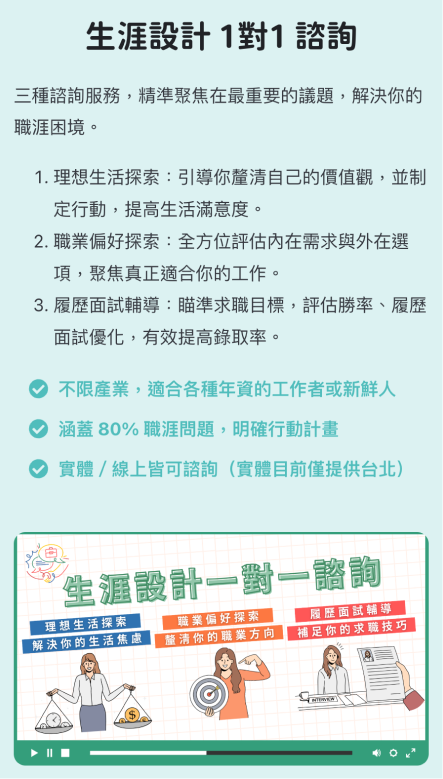 生涯設計 1對1 諮詢
三種諮詢服務，精準聚焦在最重要的議題，解決你的
職涯困境。
1. 理想生活探索：引導你釐清自己的價值觀，並制
定行動，提高生活滿意度。
2. 職業偏好探索：全方位評估內在需求與外在選
項，聚焦真正適合你的工作。
3. 履歷面試輔導：瞄準求職目標，評估勝率、履歷
面試優化，有效提高錄取率。
不限產業，適合各種年資的工作者或新鮮人
涵蓋 80% 職涯問題，明確行動計畫
實體 / 線上皆可諮詢（實體目前僅提供台北）
生涯設計一對一諮詢
理想生活探索
解決你的生活焦慮
職業偏好探索
釐清你的職業方向
履歷面試輔導
補足你的求職技巧
INTERVIEW